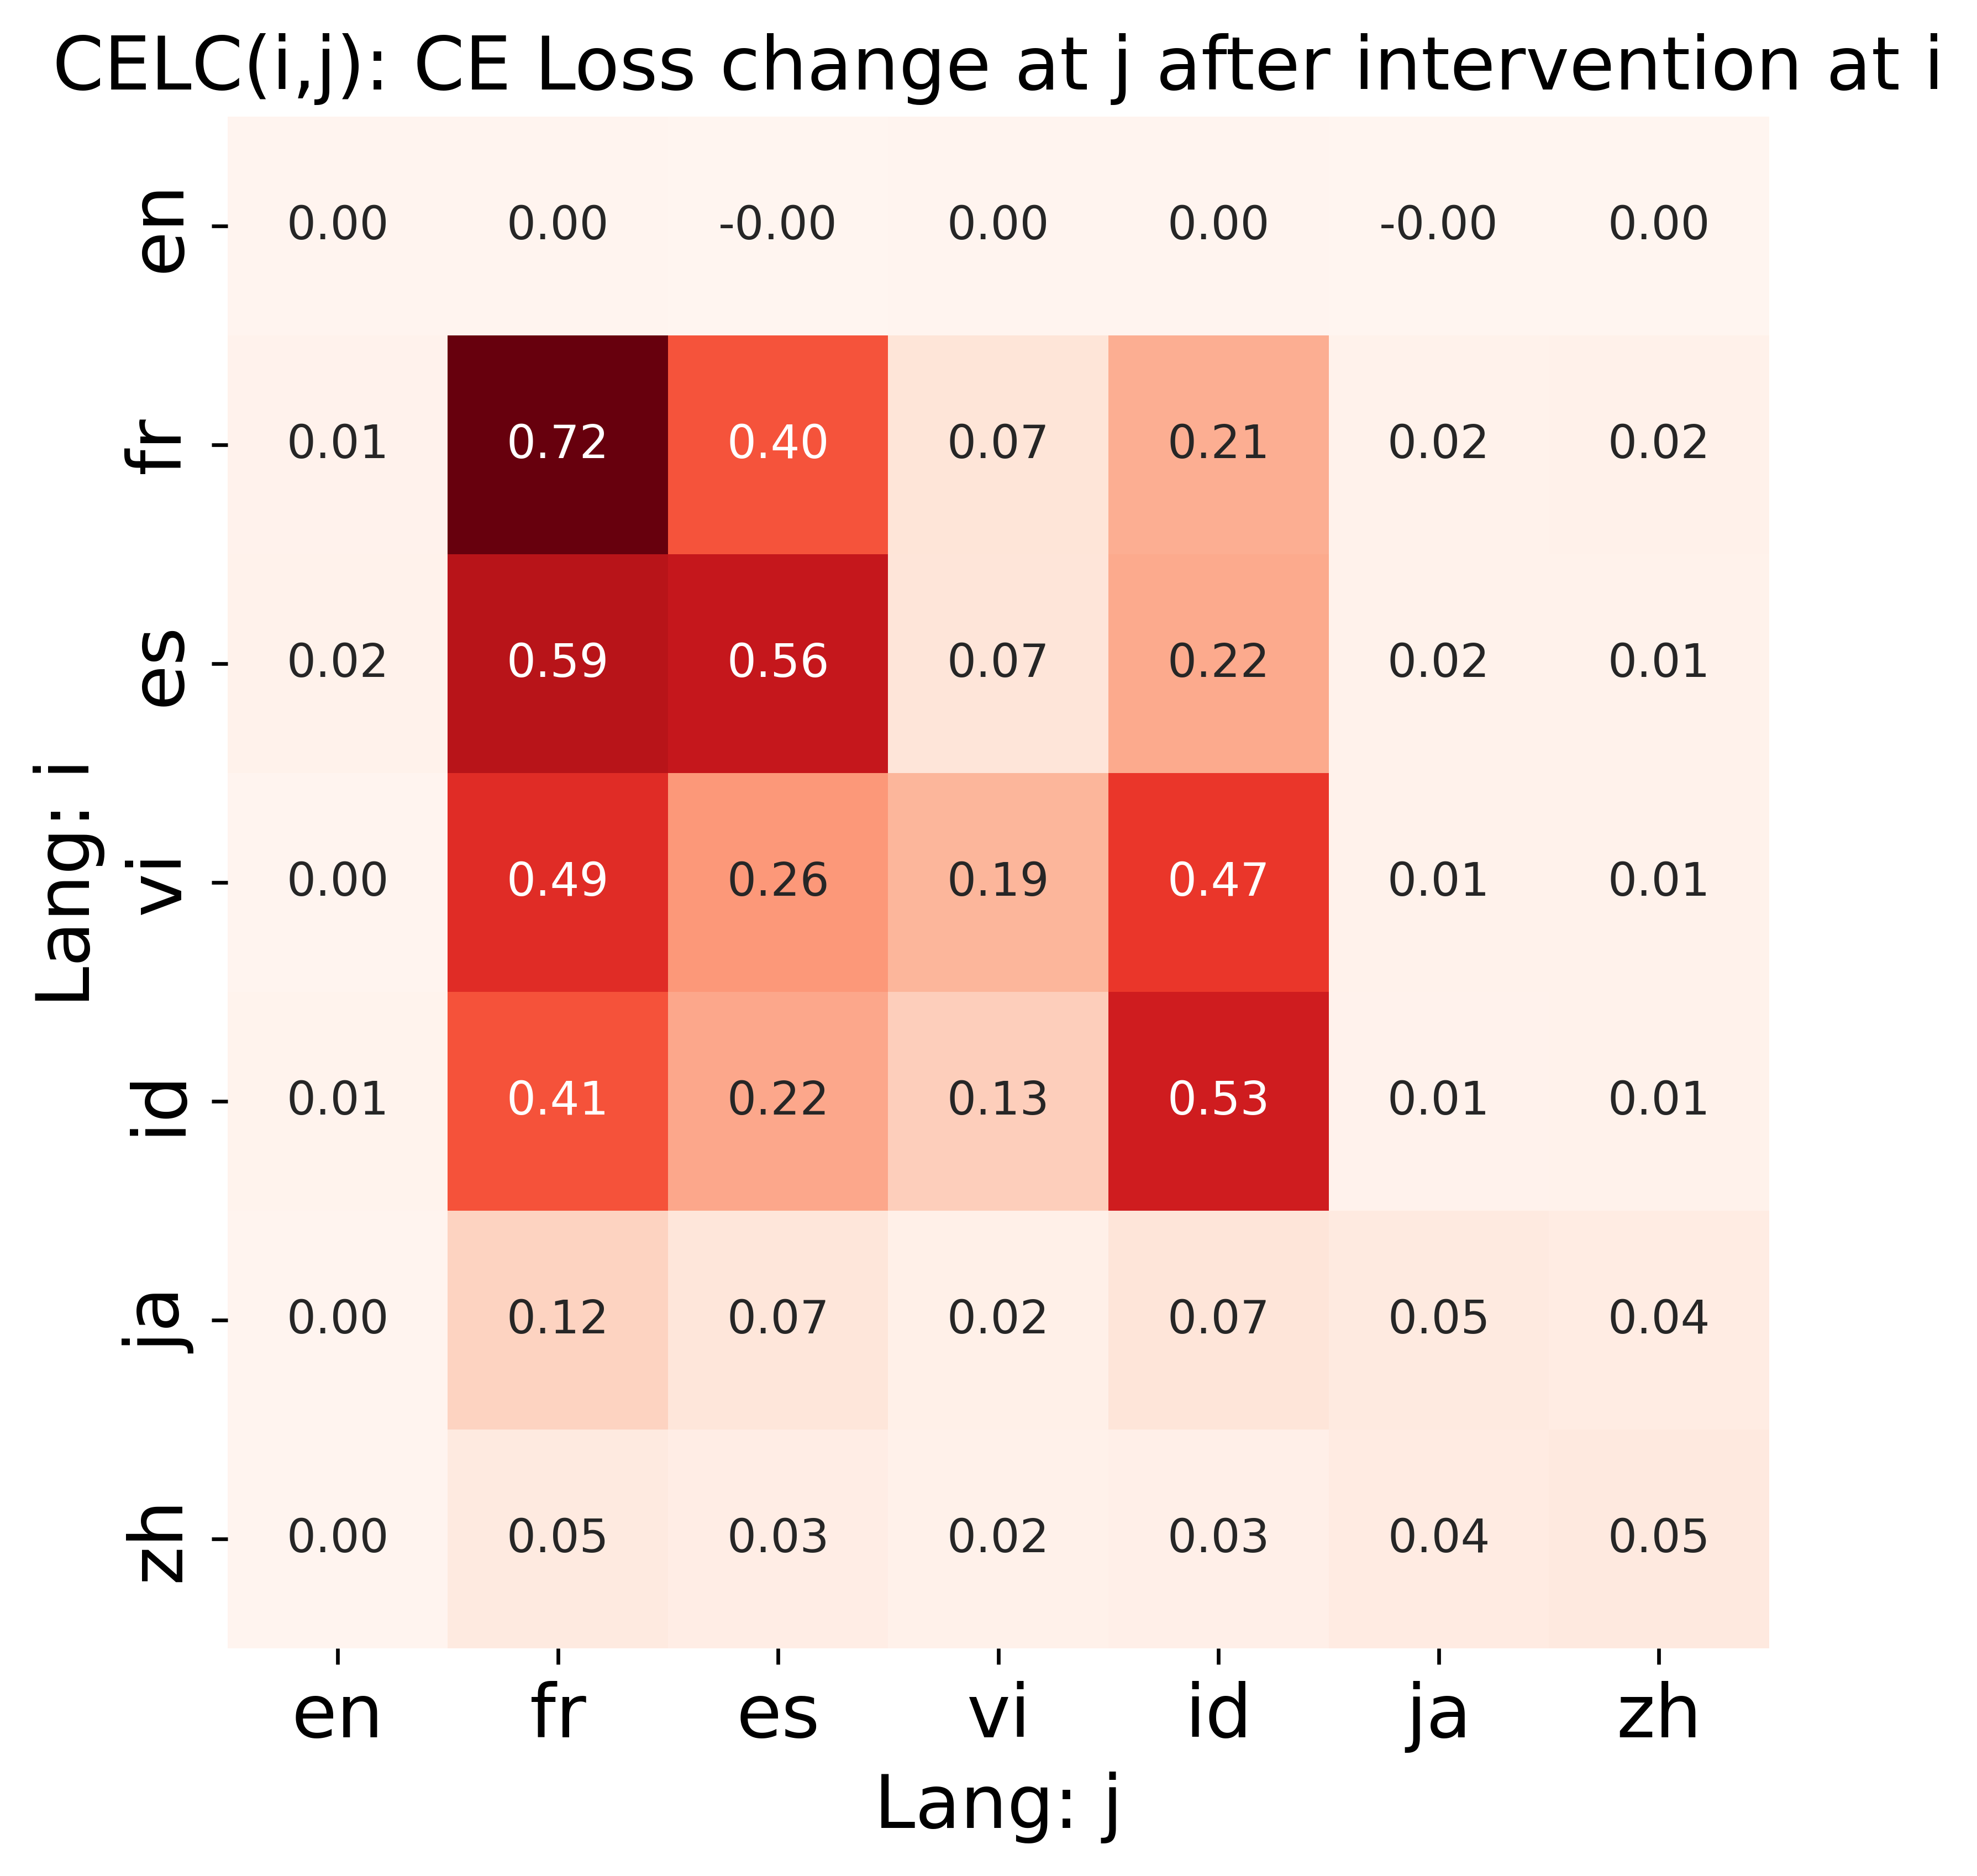 CELC(i,j): CE Loss change at j after intervention at i
Lang: i
en 0.00 0.00 -0.00 0.00 0.00 -0.00 0.00
fr 0.01 0.72 0.40 0.07 0.21 0.02 0.02
es 0.02 0.59 0.56 0.07 0.22 0.02 0.01
vi 0.00 0.49 0.26 0.19 0.47 0.01 0.01
id 0.01 0.41 0.22 0.13 0.53 0.01 0.01
ja 0.00 0.12 0.07 0.02 0.07 0.05 0.04
zh 0.00 0.05 0.03 0.02 0.03 0.04 0.05
en fr es vi id ja zh
Lang: j